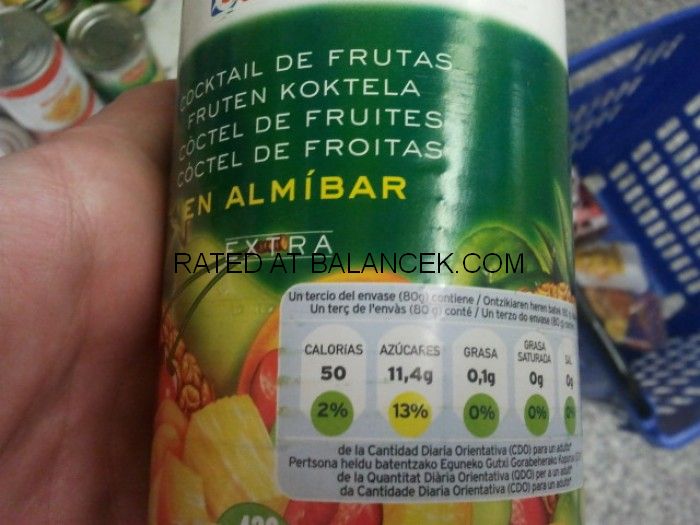 COCKTAIL DE FRUTAS
FRUTEN KOKTELA
CÒCTEL DE FRUITES
CÓCTEL DE FROITAS
EN ALMÍBAR
EXTRA
RATED AT BALANCEK.COM
Un tercio del envase (80g) contiene / Ontzikiaren heren batek (80
Un terç de l'envàs (80 g) conté / Un terzo do envase (80 g)
CALORÍAS AZÚCARES GRASA GRASA SATURADA SAL
50 11,4g 0,1g 0g 0g
2% 13% 0% 0% 0%
de la Cantidad Diaria Orientativa (CDO) para un adulto*
Pertsona heldu batentzako Eguneko Gutxi Gorabeherako
de la Quantitat Diària Orientativa (QDO) per a un adult*
da Cantidade Diaria Orientativa (CDO) para un adulto*